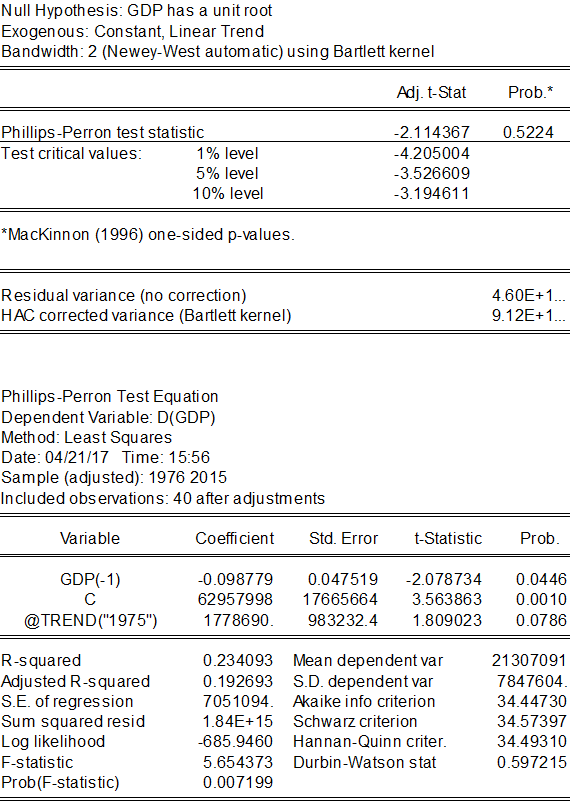 Null Hypothesis: GDP has a unit root
Exogenous: Constant, Linear Trend
Bandwidth: 2 (Newey-West automatic) using Bartlett kernel
Adj. t-Stat Prob.*
Phillips-Perron test statistic -2.114367 0.5224
Test critical values: 1% level -4.205004
5% level -3.526609
10% level -3.194611
*MacKinnon (1996) one-sided p-values.
Residual variance (no correction) 4.60E+1...
HAC corrected variance (Bartlett kernel) 9.12E+1...
Phillips-Perron Test Equation
Dependent Variable: D(GDP)
Method: Least Squares
Date: 04/21/17 Time: 15:56
Sample (adjusted): 1976 2015
Included observations: 40 after adjustments
Variable Coefficient Std. Error t-Statistic Prob.
GDP(-1) -0.098779 0.047519 -2.078734 0.0446
C 62957998 17665664 3.563863 0.0010
@TREND("1975") 1778690. 983232.4 1.809023 0.0786
R-squared 0.234093 Mean dependent var 21307091
Adjusted R-squared 0.192693 S.D. dependent var 7847604.
S.E. of regression 7051094. Akaike info criterion 34.44730
Sum squared resid 1.84E+15 Schwarz criterion 34.57397
Log likelihood -685.9460 Hannan-Quinn criter. 34.49310
F-statistic 5.654373 Durbin-Watson stat 0.597215
Prob(F-statistic) 0.007199